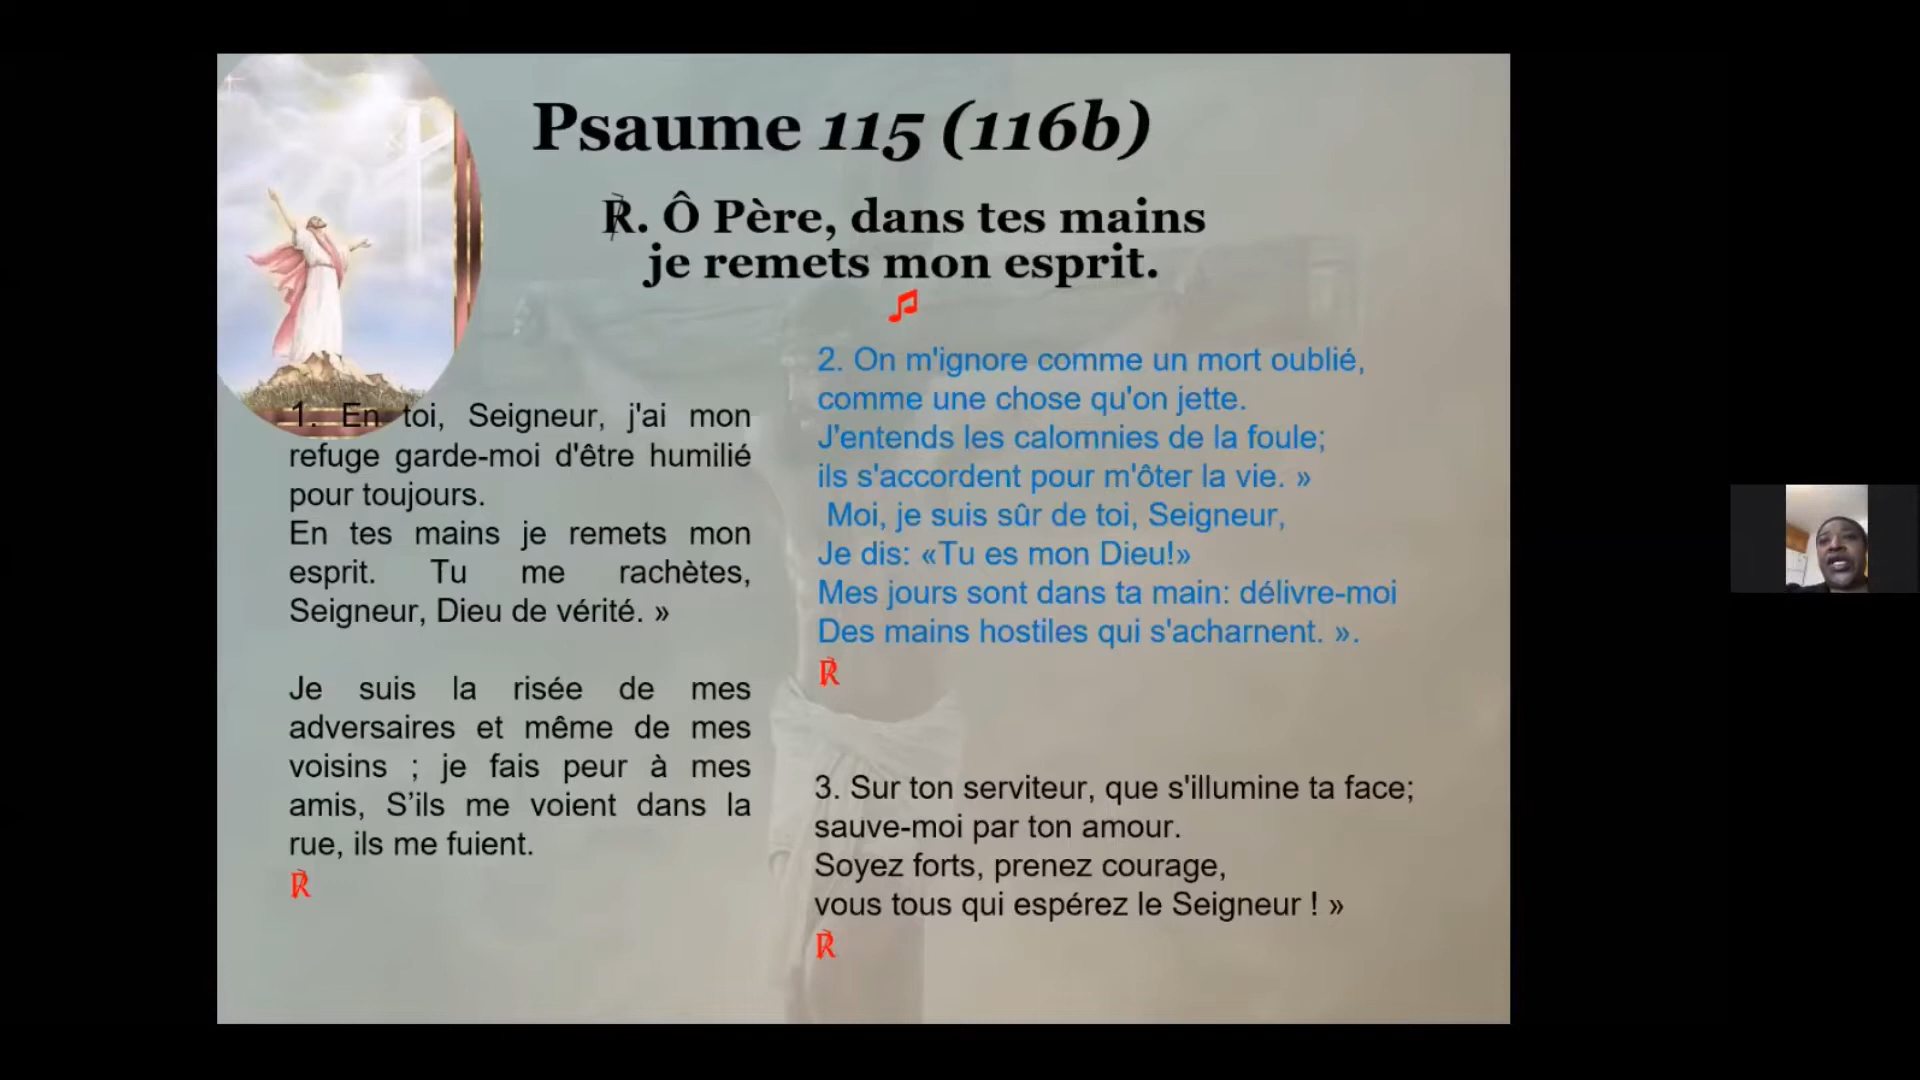 Psaume 115 (116b)
℟. Ô Père, dans tes mains
je remets mon esprit.
♫
1. En toi, Seigneur, j'ai mon
refuge garde-moi d'être humilié
pour toujours.
En tes mains je remets mon
esprit. Tu me rachètes,
Seigneur, Dieu de vérité. »
Je suis la risée de mes
adversaires et même de mes
voisins ; je fais peur à mes
amis, S’ils me voient dans la
rue, ils me fuient.
℟
2. On m'ignore comme un mort oublié,
comme une chose qu'on jette.
J'entends les calomnies de la foule;
ils s'accordent pour m'ôter la vie. »
Moi, je suis sûr de toi, Seigneur,
Je dis: «Tu es mon Dieu!»
Mes jours sont dans ta main: délivre-moi
Des mains hostiles qui s'acharnent. ».
℟
3. Sur ton serviteur, que s'illumine ta face;
sauve-moi par ton amour.
Soyez forts, prenez courage,
vous tous qui espérez le Seigneur ! »
℟